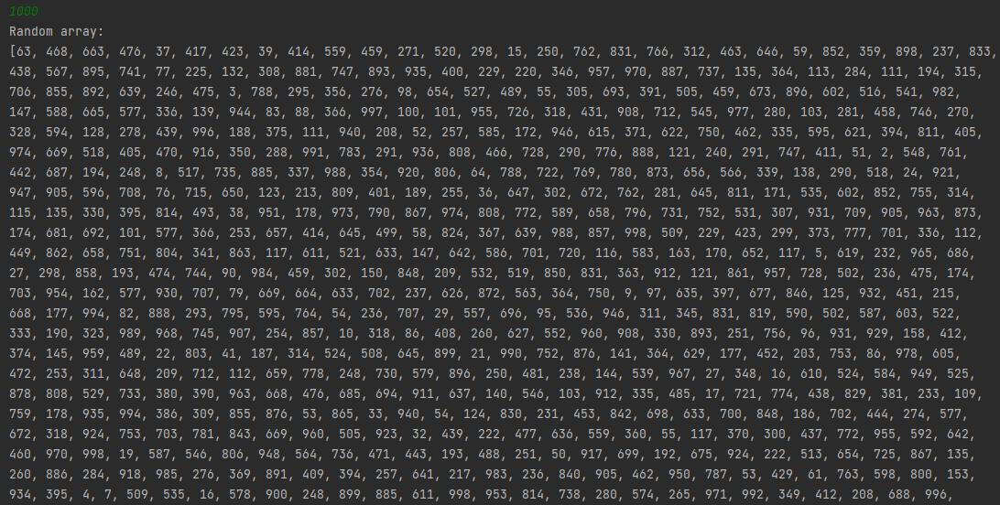 1000
Random array:
[63, 468, 663, 476, 37, 417, 423, 39, 414, 559, 459, 271, 520, 298, 15, 250, 762, 831, 766, 312, 463, 646, 59, 852, 359, 898, 237, 833,
438, 567, 895, 741, 77, 225, 132, 308, 881, 747, 893, 935, 400, 229, 220, 346, 957, 970, 887, 737, 135, 364, 113, 284, 111, 194, 315,
706, 855, 892, 639, 246, 475, 3, 788, 295, 356, 276, 98, 654, 527, 489, 55, 305, 693, 391, 505, 459, 673, 896, 602, 516, 541, 982,
147, 588, 665, 577, 336, 139, 944, 83, 88, 366, 997, 100, 101, 955, 726, 318, 431, 908, 712, 545, 977, 280, 103, 281, 458, 746, 270,
328, 594, 128, 278, 439, 996, 188, 375, 111, 940, 208, 52, 257, 585, 172, 946, 615, 371, 622, 750, 462, 335, 595, 621, 394, 811, 405,
974, 669, 518, 405, 470, 916, 350, 288, 991, 783, 291, 936, 808, 466, 728, 290, 776, 888, 121, 240, 291, 747, 411, 51, 2, 548, 761,
442, 687, 194, 248, 8, 517, 735, 885, 337, 988, 354, 920, 806, 64, 788, 722, 769, 780, 873, 656, 566, 339, 138, 290, 518, 24, 921,
947, 905, 596, 708, 76, 715, 650, 123, 213, 809, 401, 189, 255, 36, 647, 302, 672, 762, 281, 645, 811, 171, 535, 602, 852, 755, 314,
115, 135, 330, 395, 814, 493, 38, 951, 178, 973, 790, 867, 974, 808, 772, 589, 658, 796, 731, 752, 531, 307, 931, 709, 905, 963, 873,
174, 681, 692, 101, 577, 366, 253, 657, 414, 645, 499, 58, 824, 367, 639, 988, 857, 998, 509, 229, 423, 299, 373, 777, 701, 336, 112,
449, 862, 658, 751, 804, 341, 863, 117, 611, 521, 633, 147, 642, 586, 701, 720, 116, 583, 163, 170, 652, 117, 5, 619, 232, 965, 686,
27, 298, 858, 193, 474, 744, 90, 984, 459, 302, 150, 848, 209, 532, 519, 850, 831, 363, 912, 121, 861, 957, 728, 502, 236, 475, 174,
703, 954, 162, 577, 930, 707, 79, 669, 664, 633, 702, 237, 626, 872, 563, 364, 750, 9, 97, 635, 397, 677, 846, 125, 932, 451, 215,
668, 177, 994, 82, 888, 293, 795, 595, 764, 54, 236, 707, 29, 557, 696, 95, 536, 946, 311, 345, 831, 819, 590, 502, 587, 603, 522,
333, 190, 323, 989, 968, 745, 907, 254, 857, 10, 318, 86, 408, 260, 627, 552, 960, 908, 330, 893, 251, 756, 96, 931, 929, 158, 412,
374, 145, 959, 489, 22, 803, 41, 187, 314, 524, 508, 645, 899, 21, 990, 752, 876, 141, 364, 629, 177, 452, 203, 753, 86, 978, 605,
472, 253, 311, 648, 209, 712, 112, 659, 778, 248, 730, 579, 896, 250, 481, 238, 144, 539, 967, 27, 348, 16, 610, 524, 584, 949, 525,
878, 808, 529, 733, 380, 390, 963, 668, 476, 685, 694, 911, 637, 140, 546, 103, 912, 335, 485, 17, 721, 774, 438, 829, 381, 233, 109,
759, 178, 935, 994, 386, 309, 855, 876, 53, 865, 33, 940, 54, 124, 830, 231, 453, 842, 698, 633, 700, 848, 186, 702, 444, 274, 577,
672, 318, 924, 753, 703, 781, 843, 669, 960, 505, 923, 32, 439, 222, 477, 636, 559, 360, 55, 117, 370, 300, 437, 772, 955, 592, 642,
460, 970, 998, 19, 587, 546, 806, 948, 564, 736, 471, 443, 193, 488, 251, 50, 917, 699, 192, 675, 924, 222, 513, 654, 725, 867, 135,
260, 886, 284, 918, 985, 276, 369, 891, 409, 394, 257, 641, 217, 983, 236, 840, 905, 462, 950, 787, 53, 429, 61, 763, 598, 800, 153,
934, 395, 4, 7, 509, 535, 16, 578, 900, 248, 899, 885, 611, 998, 953, 814, 738, 280, 574, 265, 971, 992, 349, 412, 208, 688, 996,